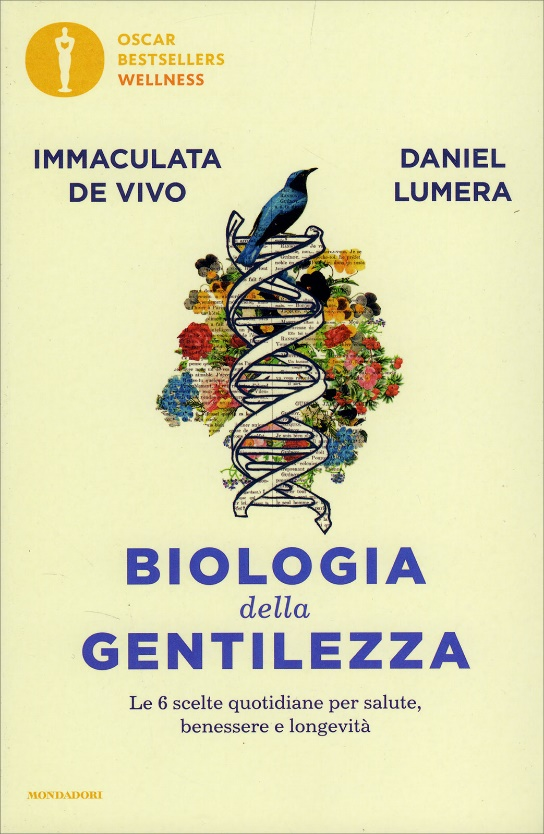 OSCAR
BESTSELLERS
WELLNESS
IMMACULATA
DE VIVO
DANIEL
LUMERA
BIOLOGIA
della
GENTILEZZA
Le 6 scelte quotidiane per salute,
benessere e longevità
MONDADORI